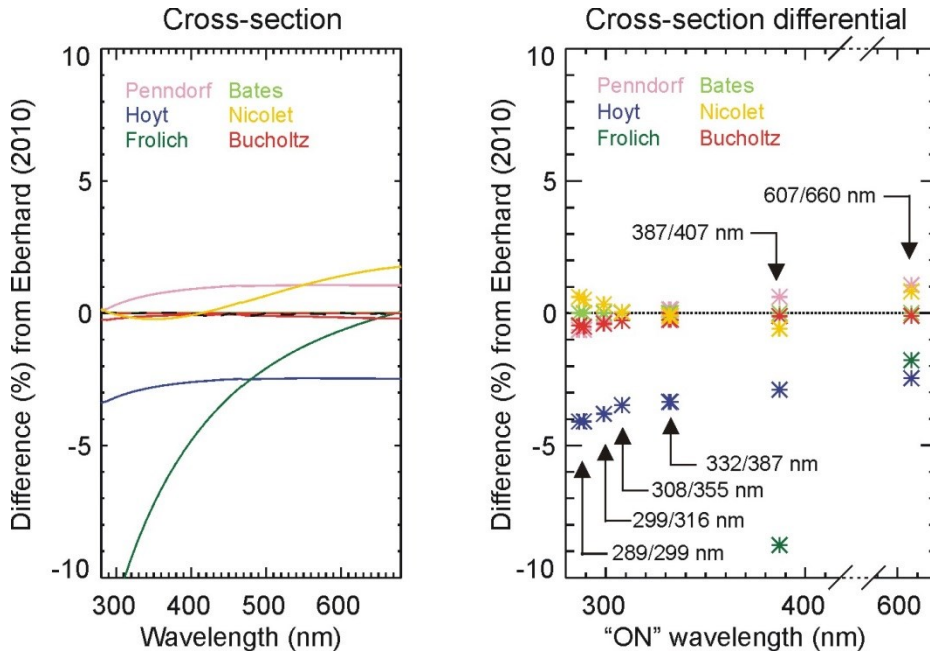 Cross-section
Difference (%) from Eberhard (2010)
10
5
0
-5
-10
Penndorf Bates
Hoyt Nicolet
Frolich Bucholtz
300 400 500 600
Wavelength (nm)
Cross-section differential
Difference (%) from Eberhard (2010)
10
5
0
-5
-10
Penndorf Bates
Hoyt Nicolet
Frolich Bucholtz
607/660 nm
387/407 nm
332/387 nm
308/355 nm
299/316 nm
289/299 nm
300 400 600
“ON” wavelength (nm)